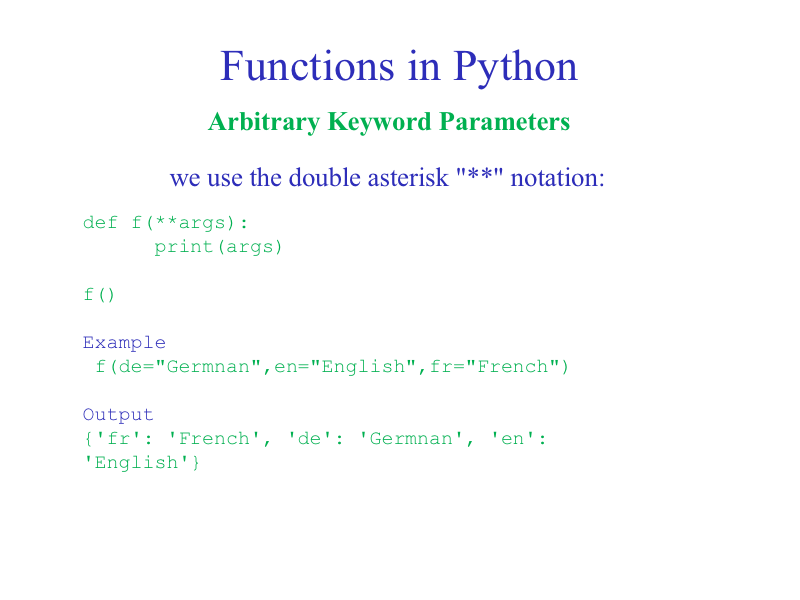 Functions in Python
Arbitrary Keyword Parameters
we use the double asterisk "**" notation:
def f(**args):
print(args)
f()
Example
f(de="Germnan",en="English",fr="French")
Output
{'fr': 'French', 'de': 'Germnan', 'en':
'English'}